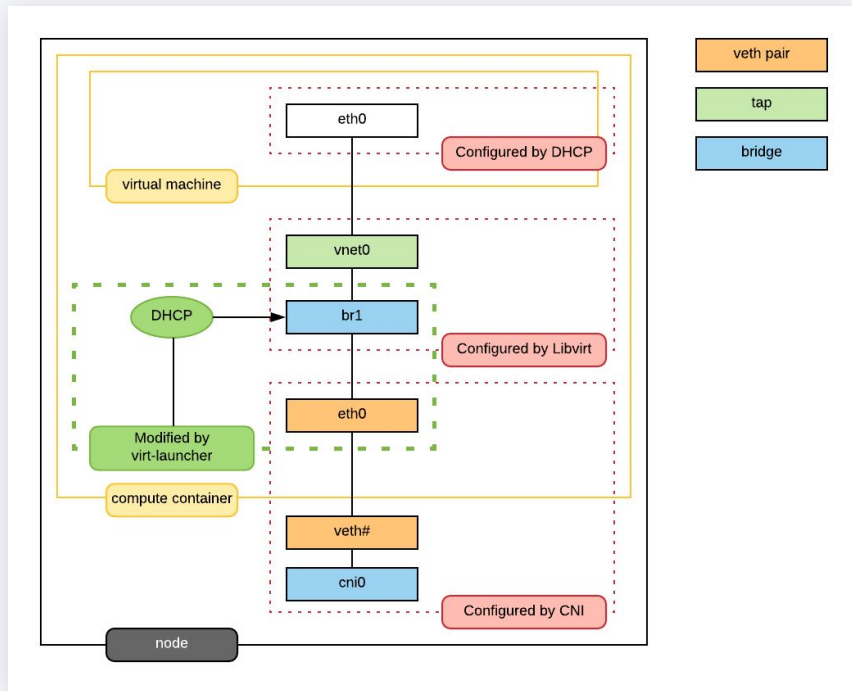 veth pair
tap
bridge
eth0
Configured by DHCP
virtual machine
vnet0
DHCP
br1
Configured by Libvirt
eth0
Modified by
virt-launcher
compute container
veth#
cni0
Configured by CNI
node